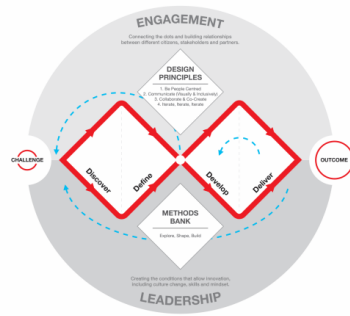 ENGAGEMENT
Connecting the dots and building relationships
between different citizens, stakeholders and partners.
DESIGN
PRINCIPLES
1. Be People Centred
2. Communicate (Visually & Inclusively)
3. Collaborate & Co-Create
4. Iterate, Iterate, Iterate
CHALLENGE
OUTCOME
Discover
Define
Develop
Deliver
METHODS
BANK
Explore, Shape, Build
Creating the conditions that allow innovation,
including culture change, skills and mindset.
LEADERSHIP